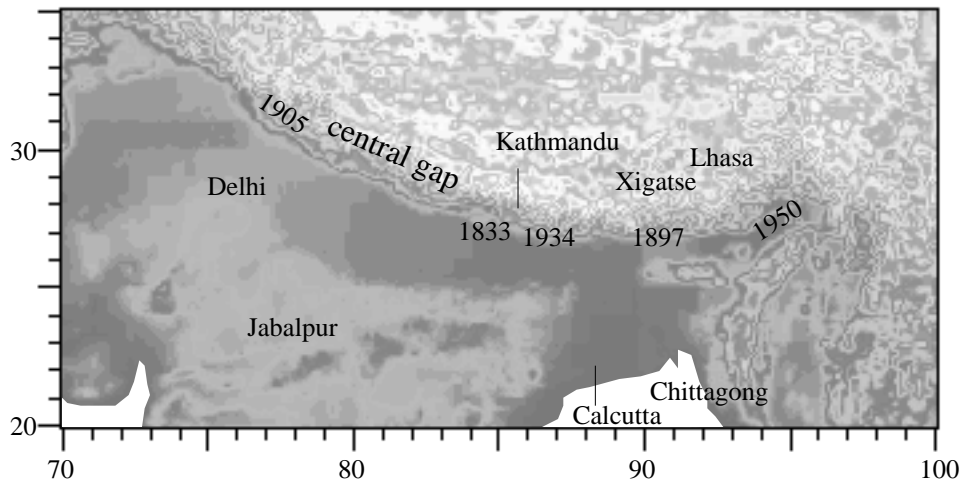 1905
central gap
Kathmandu
30
Lhasa
Xigatse
Delhi
1950
1833
1934
1897
Jabalpur
Chittagong
Calcutta
20
70
80
90
100